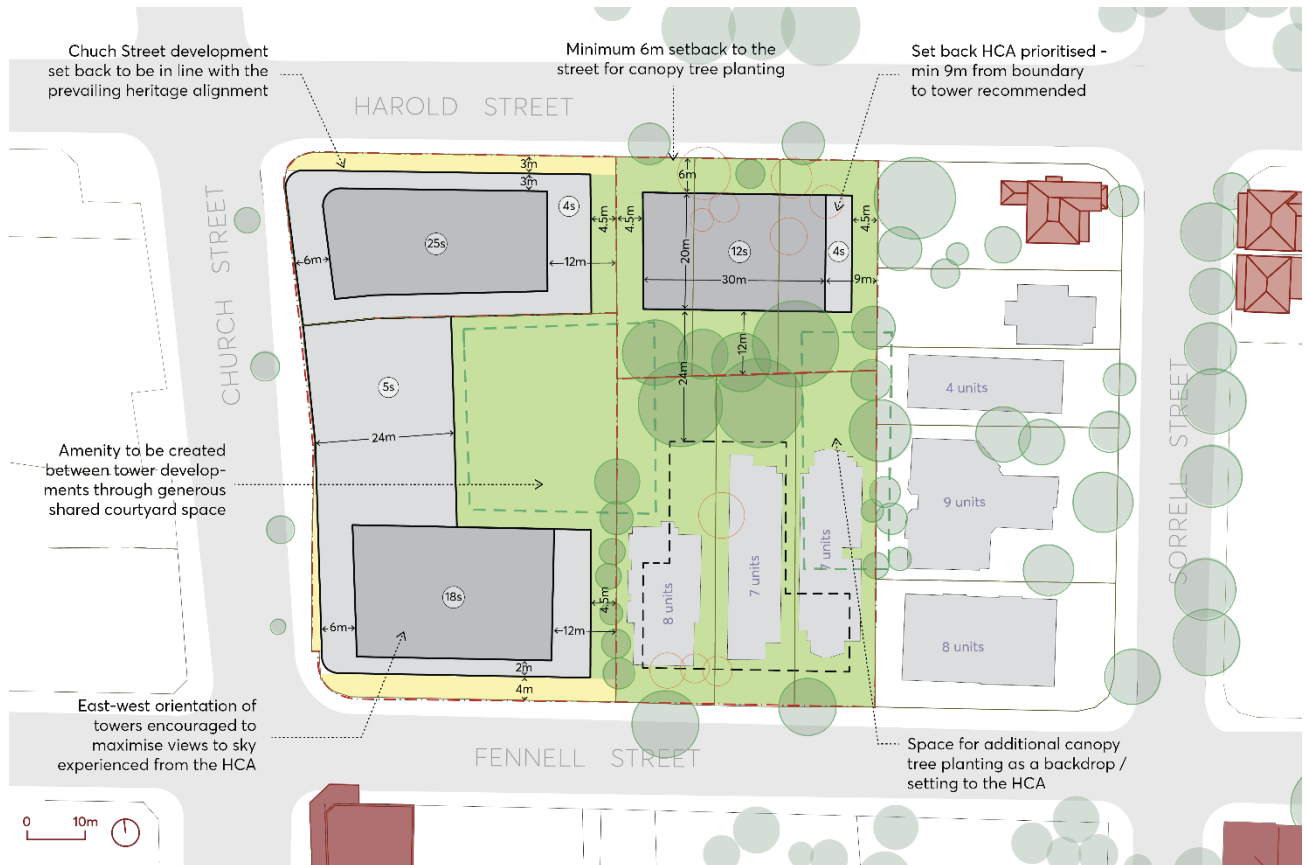 Chuch Street development
set back to be in line with the
prevailing heritage alignment
Minimum 6m setback to the
street for canopy tree planting
Set back HCA prioritised -
min 9m from boundary
to tower recommended
HAROLD STREET
CHURCH STREET
SORRELL STREET
FENNELL STREET
3m
3m
4s
25s
6m
12m
4.5m
4.5m
6m
20m
12s
30m
4s
4.5m
9m
12m
24m
5s
24m
Amenity to be created
between tower develop-
ments through generous
shared courtyard space
18s
6m
12m
4.5m
2m
4m
8 units
7 units
7 units
4 units
9 units
8 units
East-west orientation of
towers encouraged to
maximise views to sky
experienced from the HCA
Space for additional canopy
tree planting as a backdrop /
setting to the HCA
0 10m